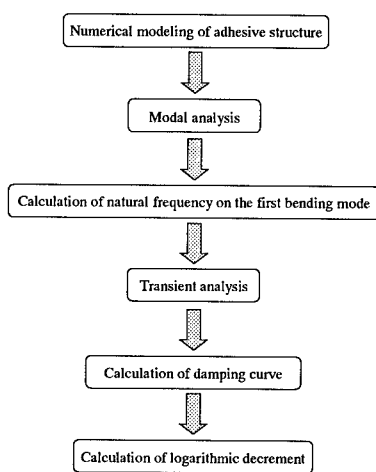 Numerical modeling of adhesive structure
Modal analysis
Calculation of natural frequency on the first bending mode
Transient analysis
Calculation of damping curve
Calculation of logarithmic decrement